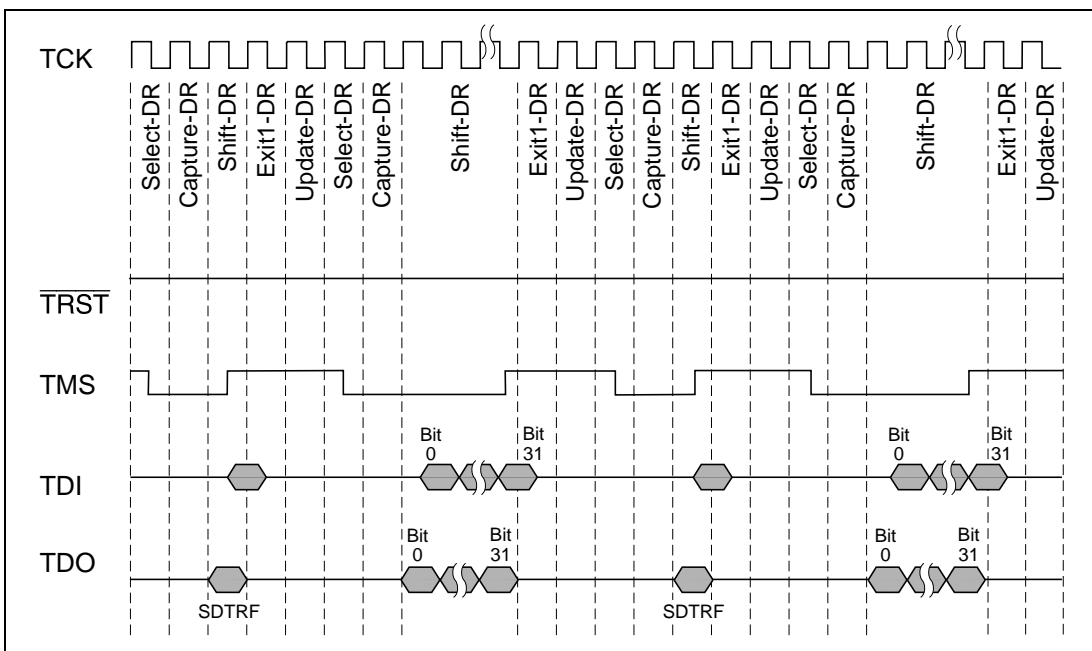 TCK
Select-DR
Capture-DR
Shift-DR
Exit1-DR
Update-DR
Select-DR
Capture-DR
Shift-DR
Exit1-DR
Update-DR
Select-DR
Capture-DR
Shift-DR
Exit1-DR
Update-DR
Select-DR
Capture-DR
Shift-DR
Exit1-DR
Update-DR
TRST
TMS
TDI
Bit
0
Bit
31
Bit
0
Bit
31
TDO
SDTRF
Bit
0
Bit
31
SDTRF
Bit
0
Bit
31